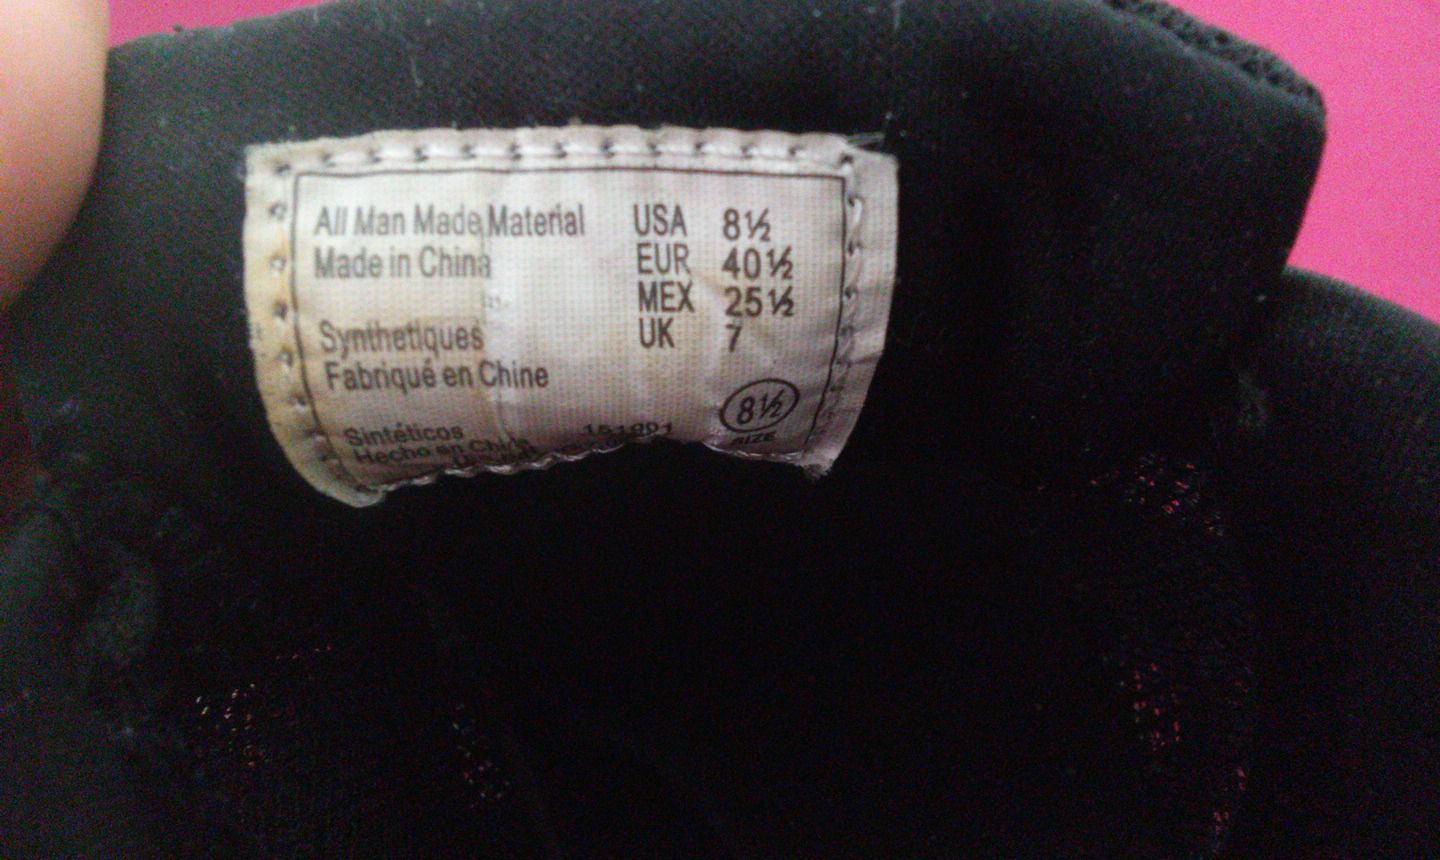 All Man Made Material USA 8½
Made in China EUR 40½
MEX 25½
Synthetiques UK 7
Fabriqué en Chine
8½
SIZE
Sintéticos 151001
Hecho en China